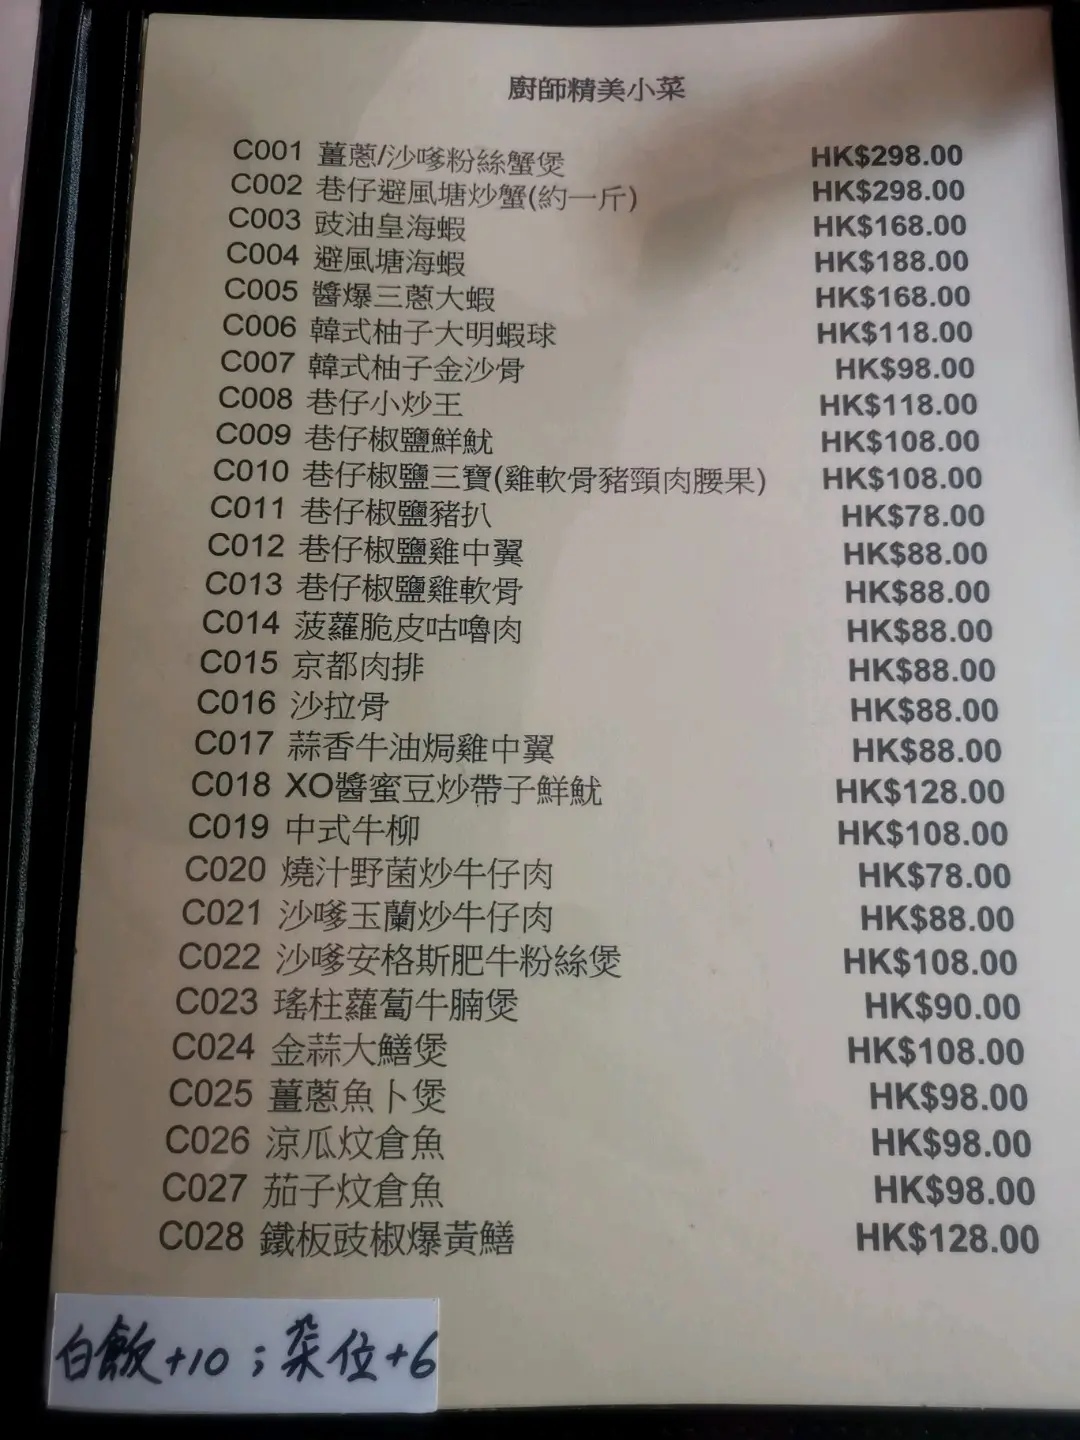 廚師精美小菜
C001 薑蔥/沙嗲粉絲蟹煲 HK$298.00
C002 巷仔避風塘炒蟹(約一斤) HK$298.00
C003 豉油皇海蝦 HK$168.00
C004 避風塘海蝦 HK$188.00
C005 醬爆三蔥大蝦 HK$168.00
C006 韓式柚子大明蝦球 HK$118.00
C007 韓式柚子金沙骨 HK$98.00
C008 巷仔小炒王 HK$118.00
C009 巷仔椒鹽鮮魷 HK$108.00
C010 巷仔椒鹽三寶(雞軟骨豬頸肉腰果) HK$108.00
C011 巷仔椒鹽豬扒 HK$78.00
C012 巷仔椒鹽雞中翼 HK$88.00
C013 巷仔椒鹽雞軟骨 HK$88.00
C014 菠蘿脆皮咕嚕肉 HK$88.00
C015 京都肉排 HK$88.00
C016 沙拉骨 HK$88.00
C017 蒜香牛油焗雞中翼 HK$88.00
C018 XO醬蜜豆炒帶子鮮魷 HK$128.00
C019 中式牛柳 HK$108.00
C020 燒汁野菌炒牛仔肉 HK$78.00
C021 沙嗲玉蘭炒牛仔肉 HK$88.00
C022 沙嗲安格斯肥牛粉絲煲 HK$108.00
C023 瑤柱蘿蔔牛腩煲 HK$90.00
C024 金蒜大鱔煲 HK$108.00
C025 薑蔥魚卜煲 HK$98.00
C026 涼瓜炆倉魚 HK$98.00
C027 茄子炆倉魚 HK$98.00
C028 鐵板豉椒爆黃鱔 HK$128.00
白飯+10；茶位+6